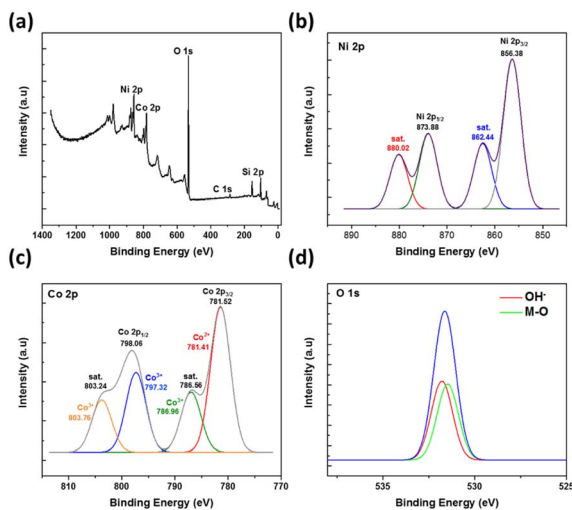 (a)
O 1s
Ni 2p
Co 2p
C 1s
Si 2p
Intensity (a.u)
1400 1200 1000 800 600 400 200 0
Binding Energy (eV)
(b)
Ni 2p
Ni 2p3/2
856.38
Ni 2p1/2
873.88
sat.
880.02
sat.
862.44
Intensity (a.u)
890 880 870 860 850
Binding Energy (eV)
(c)
Co 2p
Co 2p3/2
781.52
Co 2p1/2
798.06
sat.
803.24
sat.
786.56
Co2+
781.41
Co3+
797.32
Co3+
786.96
Co3+
803.76
Intensity (a.u)
810 800 790 780 770
Binding Energy (eV)
(d)
O 1s
OH-
M-O
Intensity (a.u)
535 530 525
Binding Energy (eV)